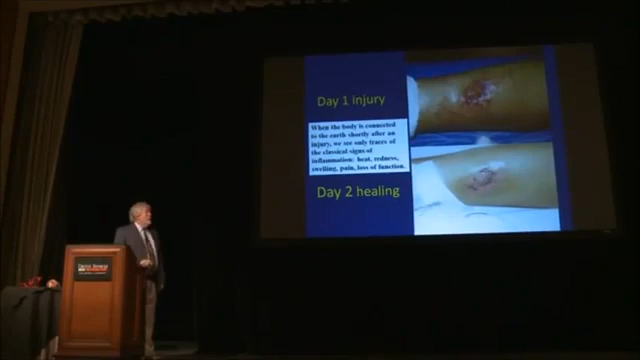 Day 1 injury
When the body is connected
to the earth shortly after an
injury, we see only traces of
the classical signs of
inflammation: heat, redness,
swelling, pain, loss of function.
Day 2 healing